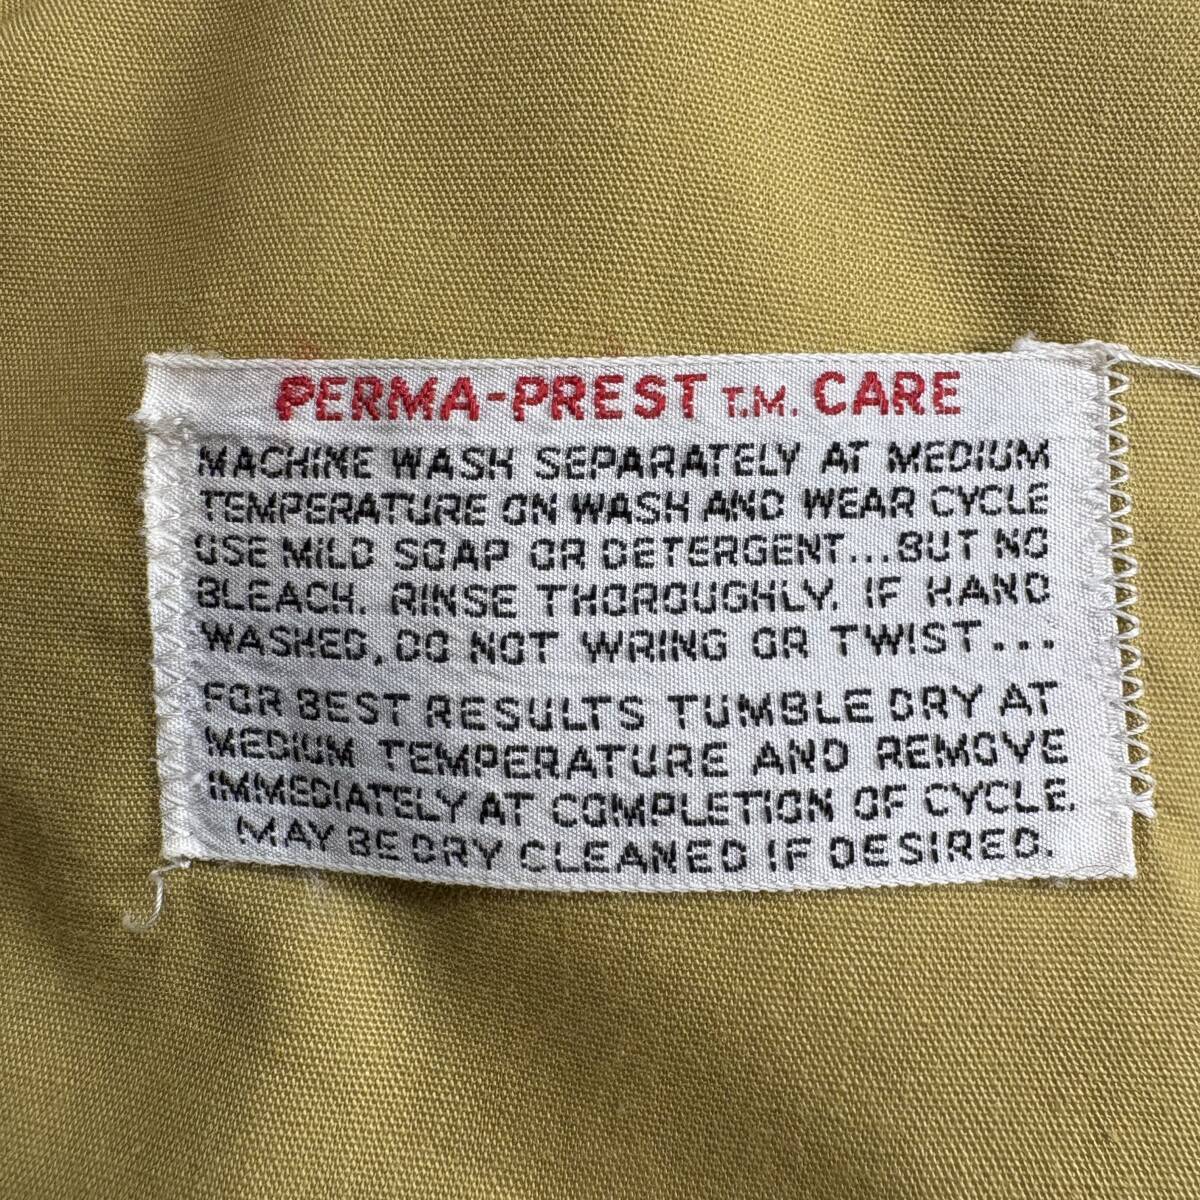 PERMA-PREST T.M. CARE
MACHINE WASH SEPARATELY AT MEDIUM
TEMPERATURE ON WASH AND WEAR CYCLE
USE MILD SOAP OR DETERGENT...BUT NO
BLEACH. RINSE THOROUGHLY. IF HAND
WASHED, DO NOT WRING OR TWIST...
FOR BEST RESULTS TUMBLE DRY AT
MEDIUM TEMPERATURE AND REMOVE
IMMEDIATELY AT COMPLETION OF CYCLE.
MAY BE DRY CLEANED IF DESIRED.